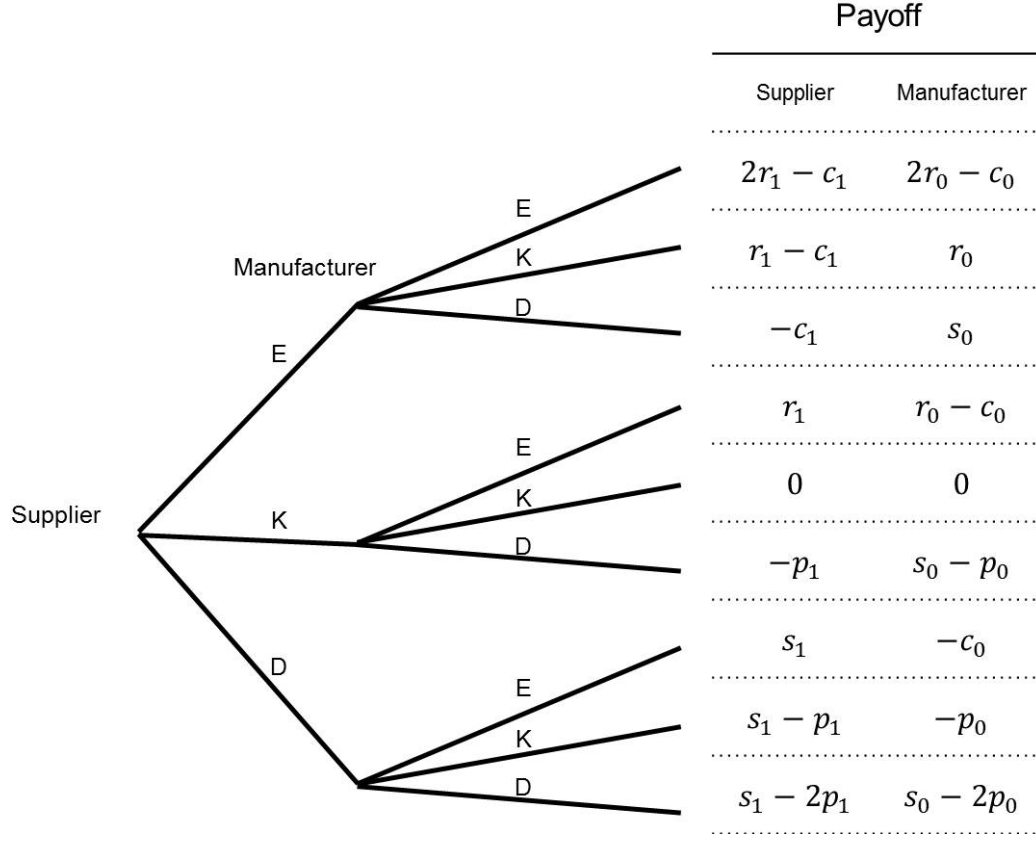 Payoff
Supplier Manufacturer
E 2r₁ − c₁ 2r₀ − c₀
Manufacturer K r₁ − c₁ r₀
D −c₁ s₀
E
E r₁ r₀ − c₀
K 0 0
Supplier K
D −p₁ s₀ − p₀
D
E s₁ −c₀
K s₁ − p₁ −p₀
D s₁ − 2p₁ s₀ − 2p₀